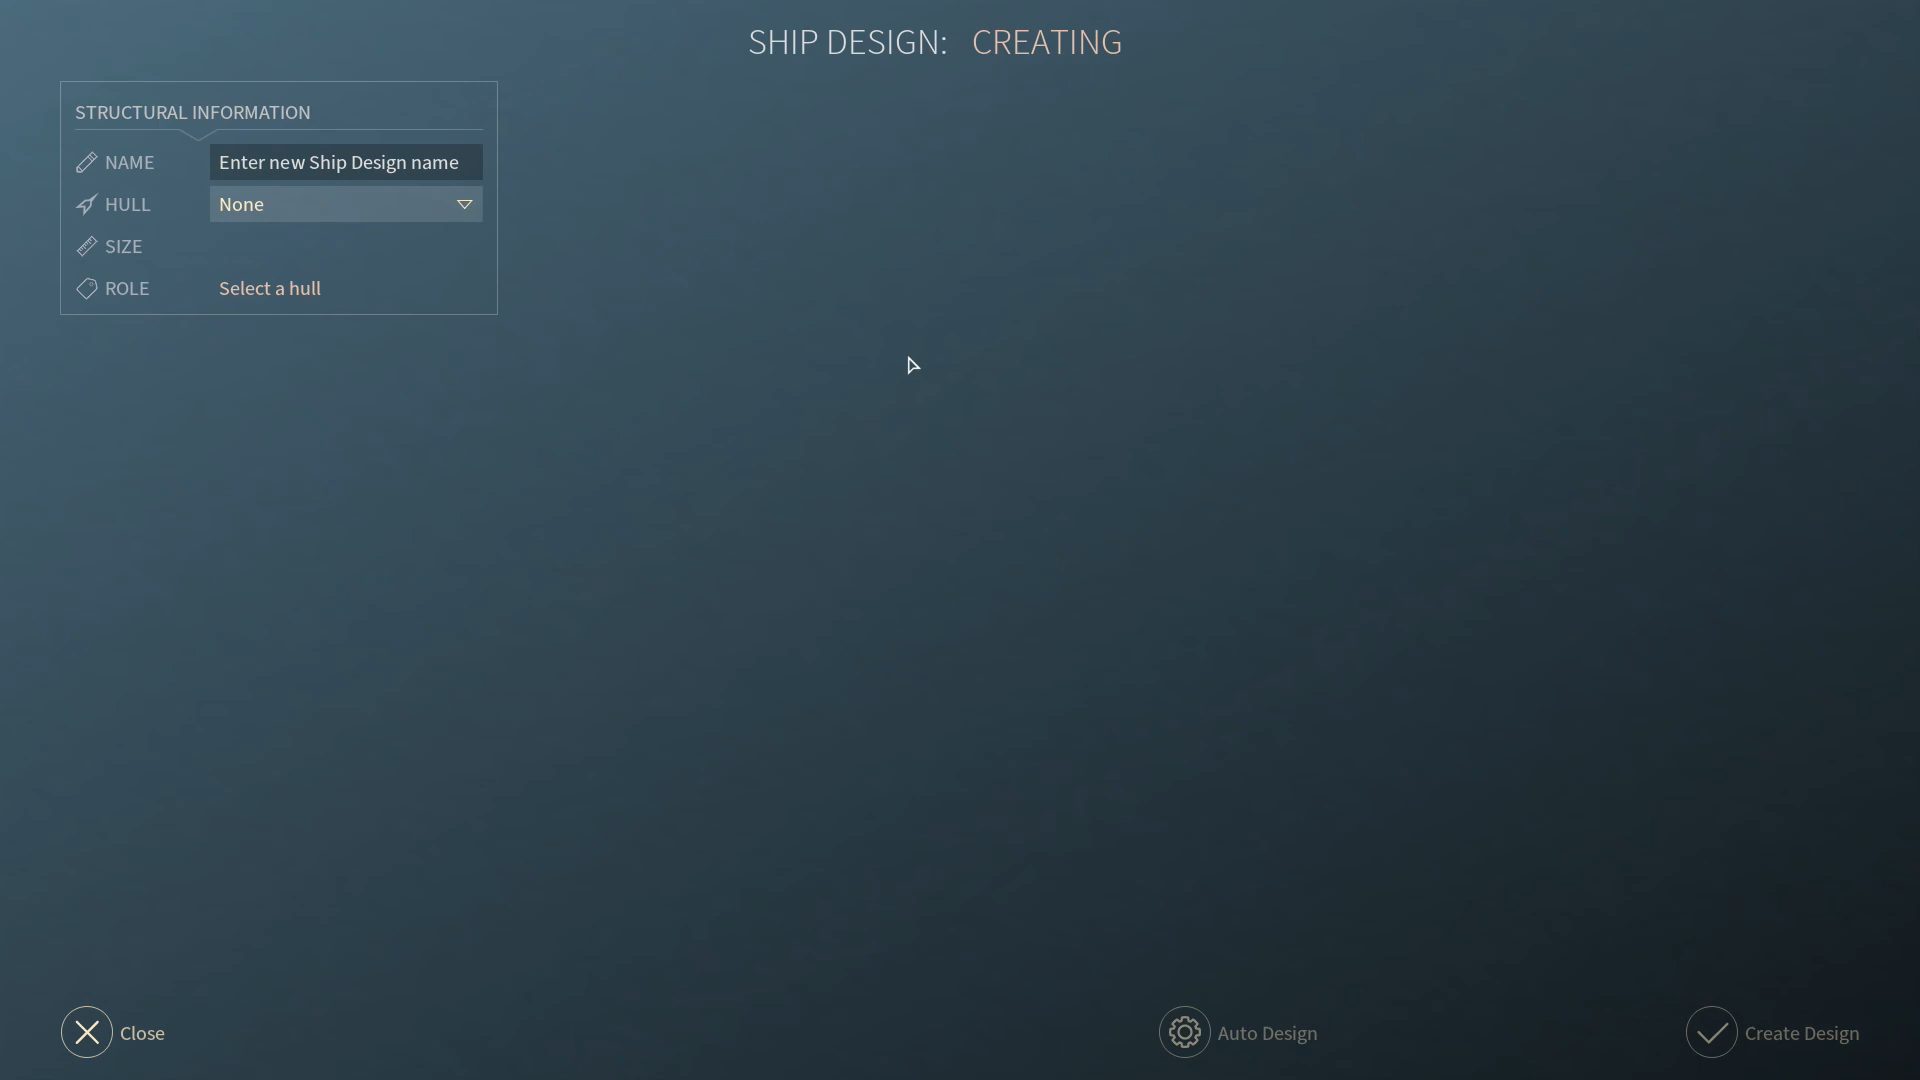 SHIP DESIGN: CREATING
STRUCTURAL INFORMATION
NAME Enter new Ship Design name
HULL None
SIZE
ROLE Select a hull
Close Auto Design Create Design